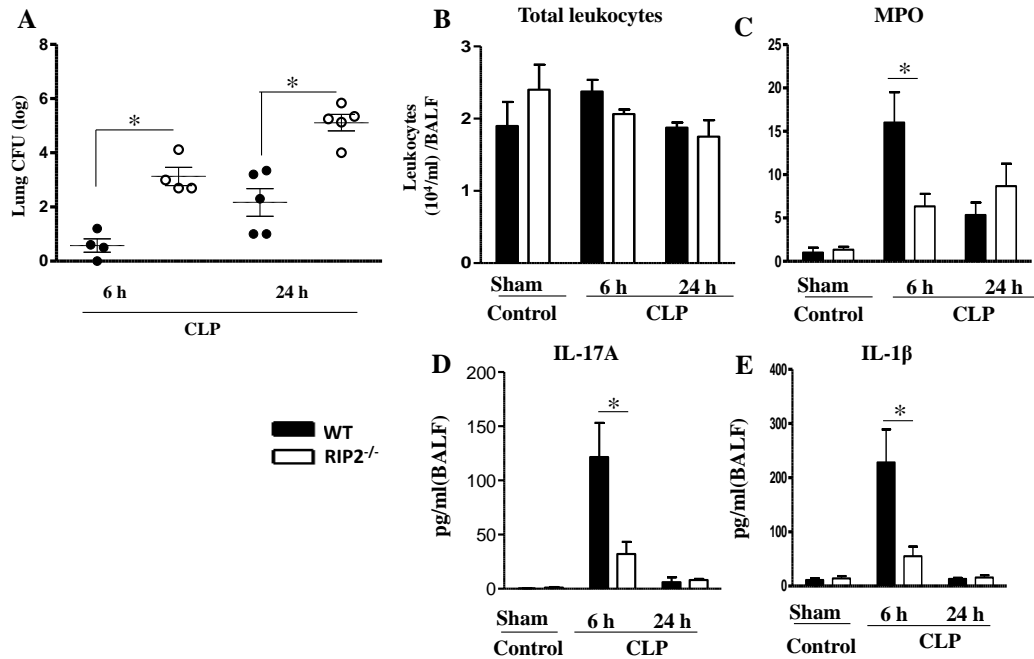 A
Lung CFU (log)
8
6
4
2
0
*
*
6 h
24 h
CLP
B
Total leukocytes
Leukocytes
(10⁴/ml) /BALF
3
2
1
0
Sham
6 h
24 h
Control
CLP
C
MPO
25
20
15
10
5
0
*
Sham
6 h
24 h
Control
CLP
WT
RIP2⁻/⁻
D
IL-17A
pg/ml(BALF)
200
150
100
50
0
*
Sham
6 h
24 h
Control
CLP
E
IL-1β
pg/ml(BALF)
400
300
200
100
0
*
Sham
6 h
24 h
Control
CLP